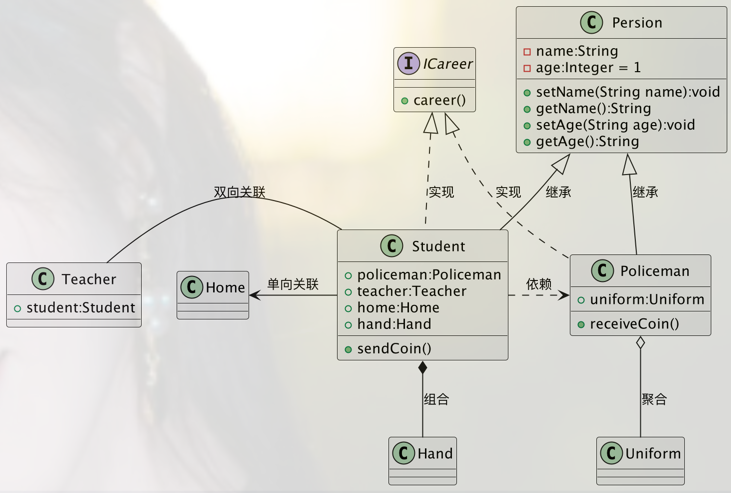 C Persion
name:String
age:Integer = 1
setName(String name):void
getName():String
setAge(String age):void
getAge():String
I ICareer
career()
双向关联
实现
实现
继承
继承
C Teacher
student:Student
C Home
单向关联
C Student
policeman:Policeman
teacher:Teacher
home:Home
hand:Hand
sendCoin()
依赖
C Policeman
uniform:Uniform
receiveCoin()
组合
聚合
C Hand
C Uniform